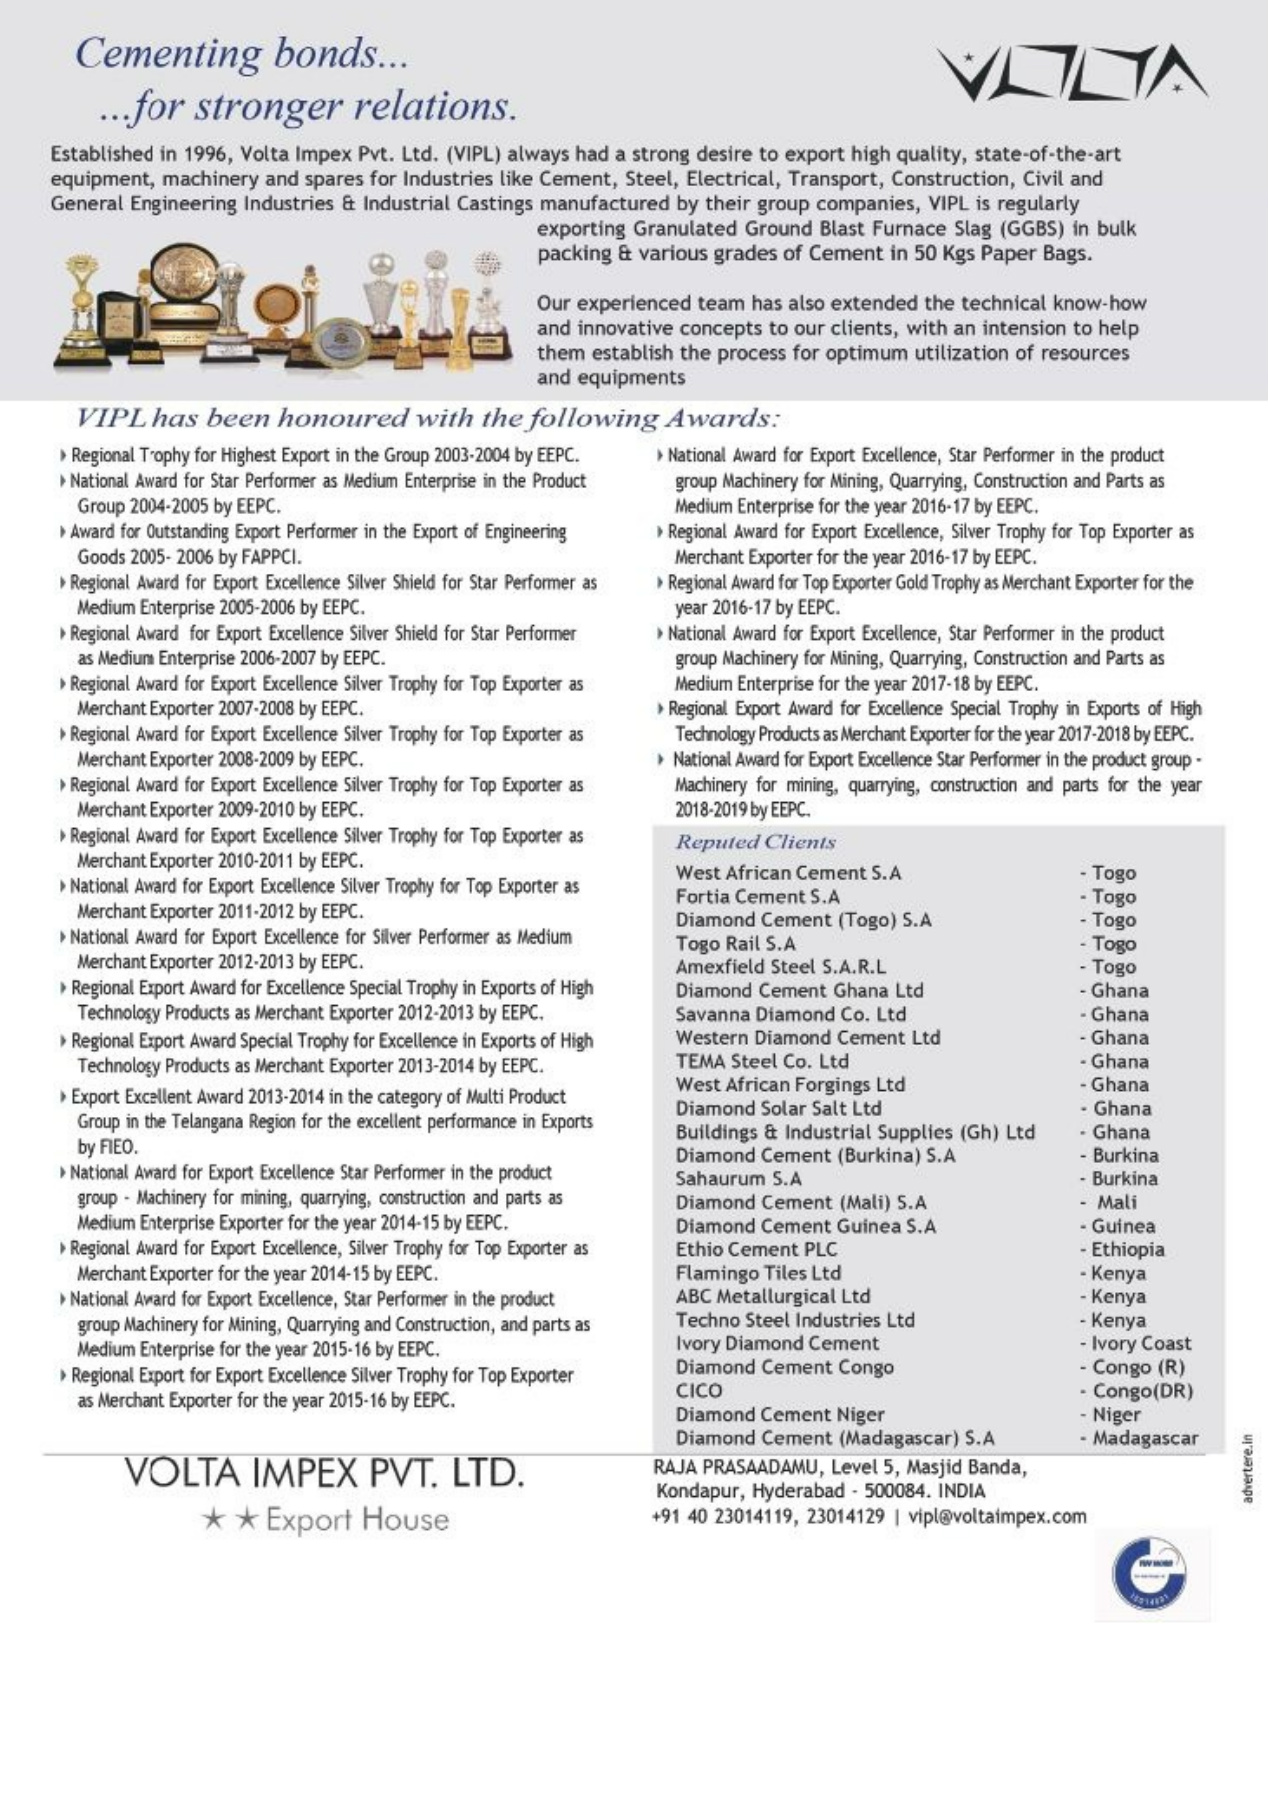 Cementing bonds...
...for stronger relations.
VOLTA
Established in 1996, Volta Impex Pvt. Ltd. (VIPL) always had a strong desire to export high quality, state-of-the-art
equipment, machinery and spares for Industries like Cement, Steel, Electrical, Transport, Construction, Civil and
General Engineering Industries & Industrial Castings manufactured by their group companies, VIPL is regularly
exporting Granulated Ground Blast Furnace Slag (GGBS) in bulk
packing & various grades of Cement in 50 Kgs Paper Bags.
Our experienced team has also extended the technical know-how
and innovative concepts to our clients, with an intension to help
them establish the process for optimum utilization of resources
and equipments
VIPL has been honoured with the following Awards:
Regional Trophy for Highest Export in the Group 2003-2004 by EEPC.
National Award for Star Performer as Medium Enterprise in the Product
Group 2004-2005 by EEPC.
Award for Outstanding Export Performer in the Export of Engineering
Goods 2005- 2006 by FAPPCI.
Regional Award for Export Excellence Silver Shield for Star Performer as
Medium Enterprise 2005-2006 by EEPC.
Regional Award for Export Excellence Silver Shield for Star Performer
as Medium Enterprise 2006-2007 by EEPC.
Regional Award for Export Excellence Silver Trophy for Top Exporter as
Merchant Exporter 2007-2008 by EEPC.
Regional Award for Export Excellence Silver Trophy for Top Exporter as
Merchant Exporter 2008-2009 by EEPC.
Regional Award for Export Excellence Silver Trophy for Top Exporter as
Merchant Exporter 2009-2010 by EEPC.
Regional Award for Export Excellence Silver Trophy for Top Exporter as
Merchant Exporter 2010-2011 by EEPC.
National Award for Export Excellence Silver Trophy for Top Exporter as
Merchant Exporter 2011-2012 by EEPC.
National Award for Export Excellence for Silver Performer as Medium
Merchant Exporter 2012-2013 by EEPC.
Regional Export Award for Excellence Special Trophy in Exports of High
Technology Products as Merchant Exporter 2012-2013 by EEPC.
Regional Export Award Special Trophy for Excellence in Exports of High
Technology Products as Merchant Exporter 2013-2014 by EEPC.
Export Excellent Award 2013-2014 in the category of Multi Product
Group in the Telangana Region for the excellent performance in Exports
by FIEO.
National Award for Export Excellence Star Performer in the product
group - Machinery for mining, quarrying, construction and parts as
Medium Enterprise Exporter for the year 2014-15 by EEPC.
Regional Award for Export Excellence, Silver Trophy for Top Exporter as
Merchant Exporter for the year 2014-15 by EEPC.
National Award for Export Excellence, Star Performer in the product
group Machinery for Mining, Quarrying and Construction, and parts as
Medium Enterprise for the year 2015-16 by EEPC.
Regional Export for Export Excellence Silver Trophy for Top Exporter
as Merchant Exporter for the year 2015-16 by EEPC.
National Award for Export Excellence, Star Performer in the product
group Machinery for Mining, Quarrying, Construction and Parts as
Medium Enterprise for the year 2016-17 by EEPC.
Regional Award for Export Excellence, Silver Trophy for Top Exporter as
Merchant Exporter for the year 2016-17 by EEPC.
Regional Award for Top Exporter Gold Trophy as Merchant Exporter for the
year 2016-17 by EEPC.
National Award for Export Excellence, Star Performer in the product
group Machinery for Mining, Quarrying, Construction and Parts as
Medium Enterprise for the year 2017-18 by EEPC.
Regional Export Award for Excellence Special Trophy in Exports of High
Technology Products as Merchant Exporter for the year 2017-2018 by EEPC.
National Award for Export Excellence Star Performer in the product group -
Machinery for mining, quarrying, construction and parts for the year
2018-2019 by EEPC.
Reputed Clients
West African Cement S.A - Togo
Fortia Cement S.A - Togo
Diamond Cement (Togo) S.A - Togo
Togo Rail S.A - Togo
Amexfield Steel S.A.R.L - Togo
Diamond Cement Ghana Ltd - Ghana
Savanna Diamond Co. Ltd - Ghana
Western Diamond Cement Ltd - Ghana
TEMA Steel Co. Ltd - Ghana
West African Forgings Ltd - Ghana
Diamond Solar Salt Ltd - Ghana
Buildings & Industrial Supplies (Gh) Ltd - Ghana
Diamond Cement (Burkina) S.A - Burkina
Sahaurum S.A - Burkina
Diamond Cement (Mali) S.A - Mali
Diamond Cement Guinea S.A - Guinea
Ethio Cement PLC - Ethiopia
Flamingo Tiles Ltd - Kenya
ABC Metallurgical Ltd - Kenya
Techno Steel Industries Ltd - Kenya
Ivory Diamond Cement - Ivory Coast
Diamond Cement Congo - Congo (R)
CICO - Congo(DR)
Diamond Cement Niger - Niger
Diamond Cement (Madagascar) S.A - Madagascar
VOLTA IMPEX PVT. LTD.
Export House
RAJA PRASAADAMU, Level 5, Masjid Banda,
Kondapur, Hyderabad - 500084. INDIA
+91 40 23014119, 23014129 | vipl@voltaimpex.com
advertere.in